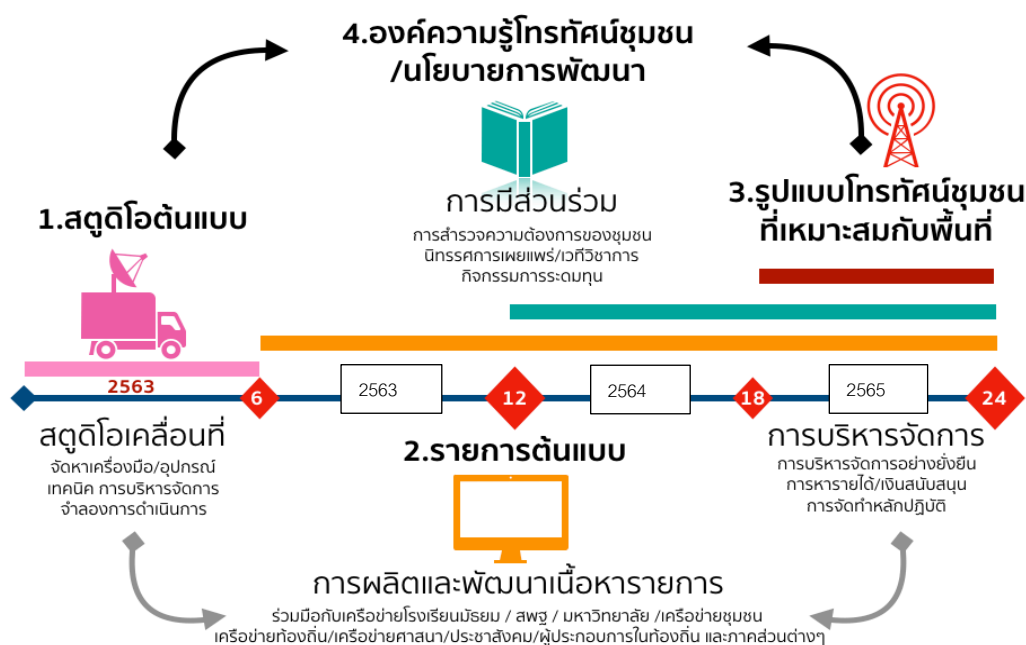 4.องค์ความรู้โทรทัศน์ชุมชน
/นโยบายการพัฒนา
การมีส่วนร่วม
การสำรวจความต้องการของชุมชน
นิทรรศการเผยแพร่/เวทีวิชาการ
กิจกรรมการระดมทุน
1.สตูดิโอต้นแบบ
3.รูปแบบโทรทัศน์ชุมชน
ที่เหมาะสมกับพื้นที่
2563
6
2563
12
2564
18
2565
24
สตูดิโอเคลื่อนที่
จัดหาเครื่องมือ/อุปกรณ์
เทคนิค การบริหารจัดการ
จำลองการดำเนินการ
2.รายการต้นแบบ
การบริหารจัดการ
การบริหารจัดการอย่างยั่งยืน
การหารายได้/เงินสนับสนุน
การจัดทำหลักปฏิบัติ
การผลิตและพัฒนาเนื้อหารายการ
ร่วมมือกับเครือข่ายโรงเรียนมัธยม / สพฐ / มหาวิทยาลัย /เครือข่ายชุมชน
เครือข่ายท้องถิ่น/เครือข่ายศาสนา/ประชาสังคม/ผู้ประกอบการในท้องถิ่น และภาคส่วนต่างๆ